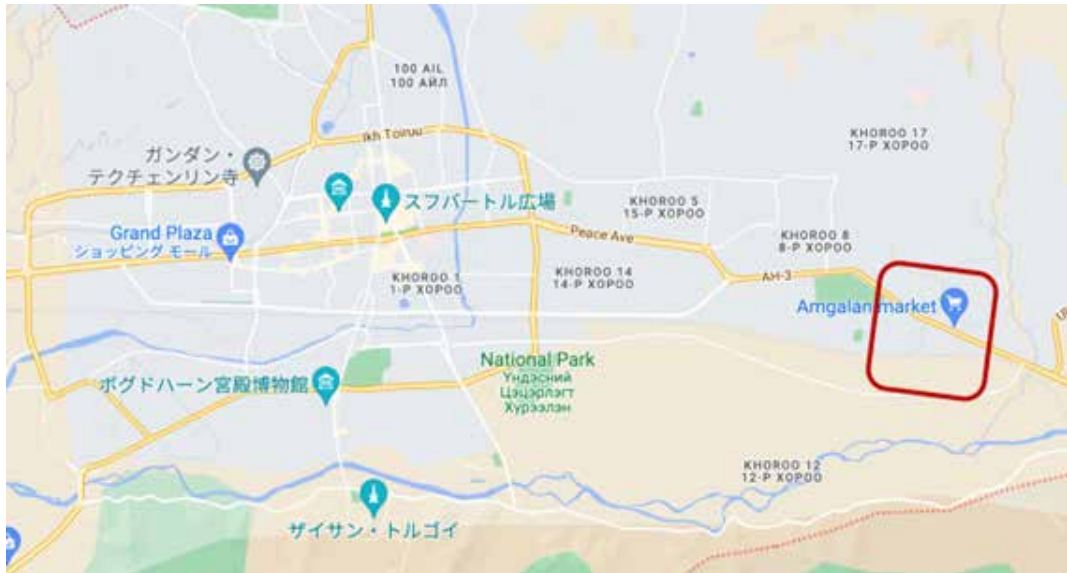 100 AIL
100 АЙЛ
Ikh Toiruu
KHOROO 17
17-Р ХОРОО
ガンダン・
テクチェンリン寺
スフバートル広場
KHOROO 5
15-Р ХОРОО
Grand Plaza
ショッピング モール
Peace Ave
KHOROO 8
8-Р ХОРОО
KHOROO 1
1-Р ХОРОО
KHOROO 14
14-Р ХОРОО
AH-3
Amgalan market
National Park
Үндэсний
Цэцэрлэгт
Хүрээлэн
ボグドハーン宮殿博物館
KHOROO 12
12-Р ХОРОО
ザイサン・トルゴイ